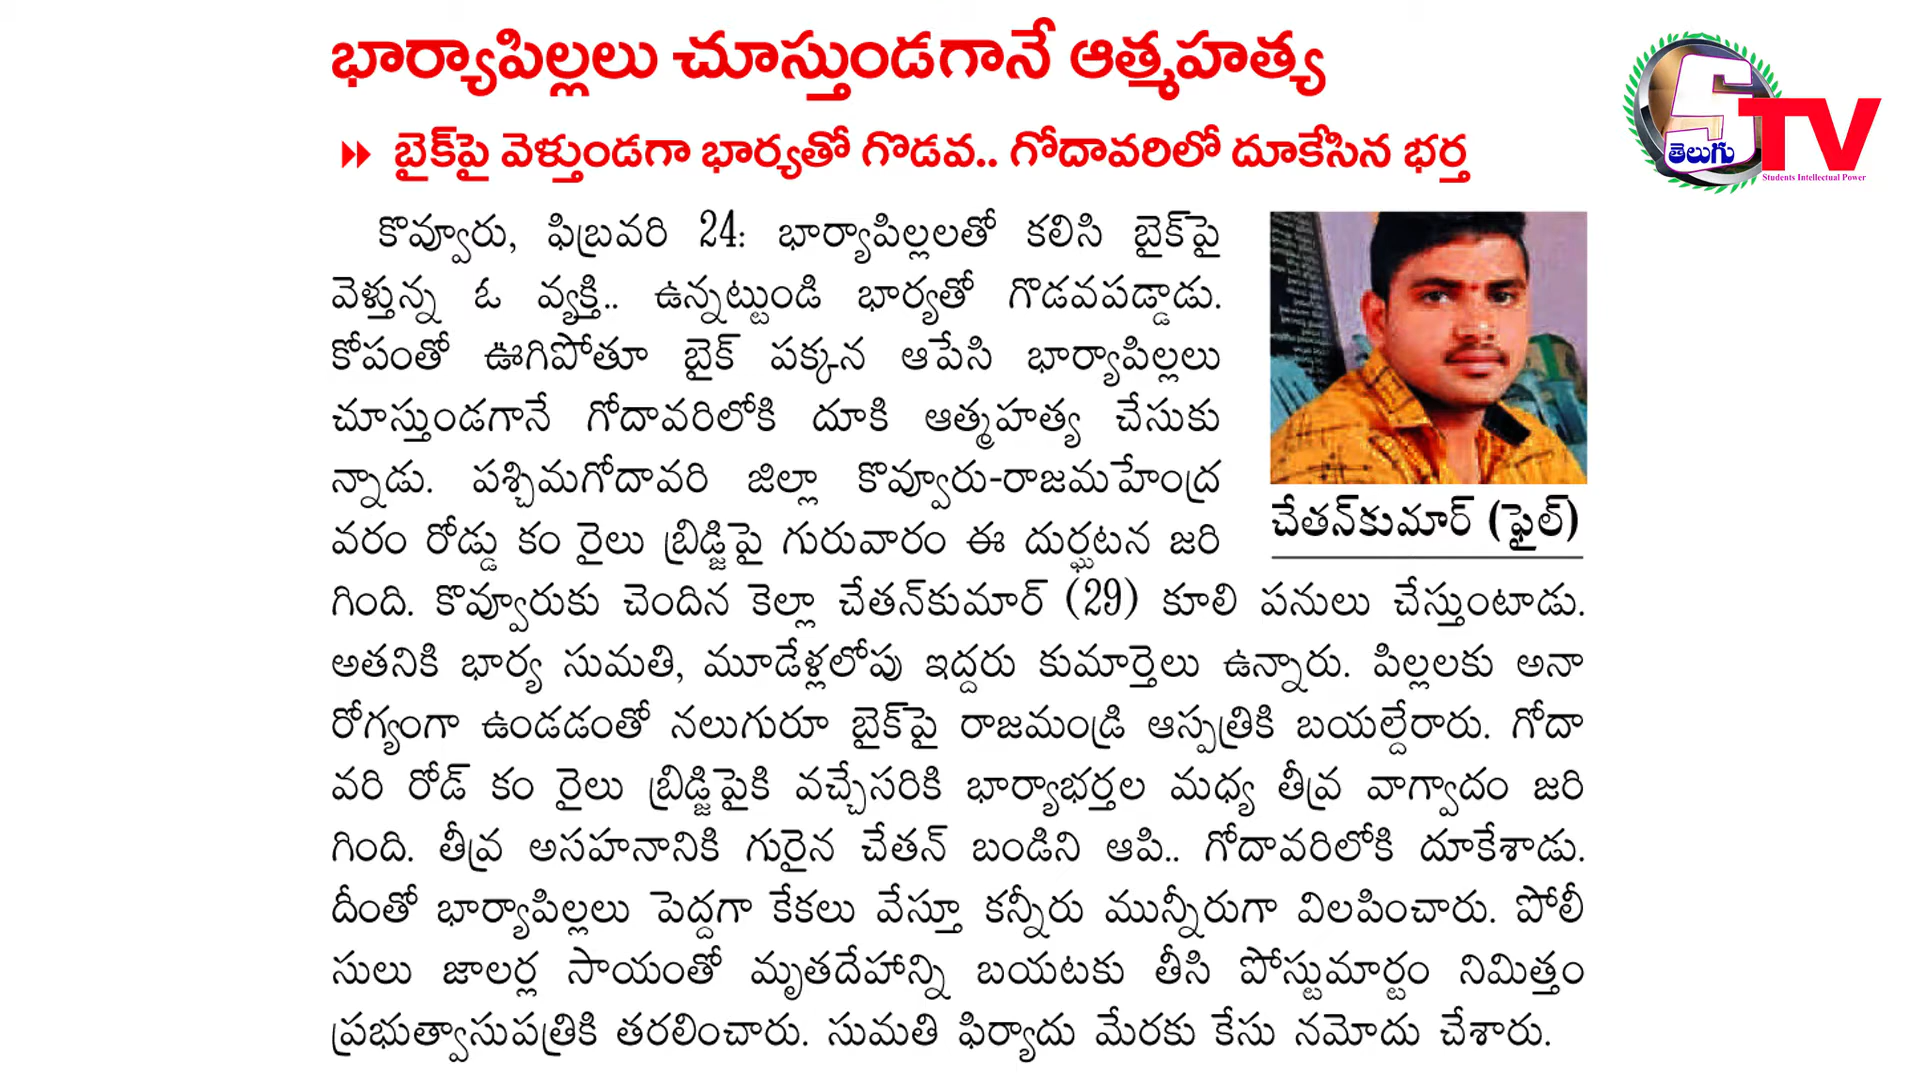 భార్యాపిల్లలు చూస్తుండగానే ఆత్మహత్య
బైక్‌పై వెళ్తుండగా భార్యతో గొడవ.. గోదావరిలో దూకేసిన భర్త
S
తెలుగు
TV
Students Intellectual Power
కొవ్వూరు, ఫిబ్రవరి 24: భార్యాపిల్లలతో కలిసి బైక్‌పై
వెళ్తున్న ఓ వ్యక్తి.. ఉన్నట్టుండి భార్యతో గొడవపడ్డాడు.
కోపంతో ఊగిపోతూ బైక్ పక్కన ఆపేసి భార్యాపిల్లలు
చూస్తుండగానే గోదావరిలోకి దూకి ఆత్మహత్య చేసుకు
న్నాడు. పశ్చిమగోదావరి జిల్లా కొవ్వూరు-రాజమహేంద్ర
వరం రోడ్డు కం రైలు బ్రిడ్జిపై గురువారం ఈ దుర్ఘటన జరి
గింది. కొవ్వూరుకు చెందిన కెల్లా చేతన్‌కుమార్ (29) కూలి పనులు చేస్తుంటాడు.
అతనికి భార్య సుమతి, మూడేళ్లలోపు ఇద్దరు కుమార్తెలు ఉన్నారు. పిల్లలకు అనా
రోగ్యంగా ఉండడంతో నలుగురూ బైక్‌పై రాజమండ్రి ఆస్పత్రికి బయల్దేరారు. గోదా
వరి రోడ్ కం రైలు బ్రిడ్జిపైకి వచ్చేసరికి భార్యాభర్తల మధ్య తీవ్ర వాగ్వాదం జరి
గింది. తీవ్ర అసహనానికి గురైన చేతన్ బండిని ఆపి.. గోదావరిలోకి దూకేశాడు.
దీంతో భార్యాపిల్లలు పెద్దగా కేకలు వేస్తూ కన్నీరు మున్నీరుగా విలపించారు. పోలీ
సులు జాలర్ల సాయంతో మృతదేహాన్ని బయటకు తీసి పోస్టుమార్టం నిమిత్తం
ప్రభుత్వాసుపత్రికి తరలించారు. సుమతి ఫిర్యాదు మేరకు కేసు నమోదు చేశారు.
చేతన్‌కుమార్ (ఫైల్)